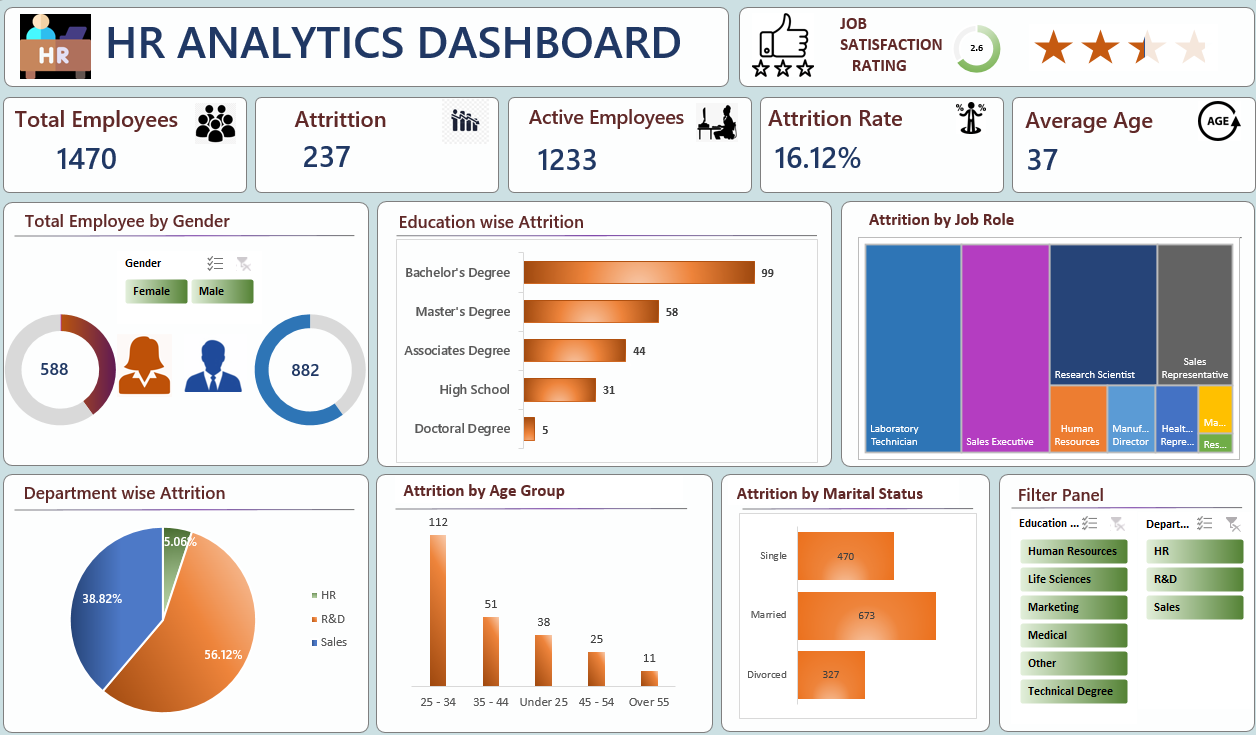 HR
HR ANALYTICS DASHBOARD
JOB
SATISFACTION
RATING
2.6
Total Employees
1470
Attrittion
237
Active Employees
1233
Attrition Rate
% %
16.12%
Average Age
AGE
37
Total Employee by Gender
Gender
Female
Male
588
882
Education wise Attrition
Bachelor's Degree
99
Master's Degree
58
Associates Degree
44
High School
31
Doctoral Degree
5
Attrition by Job Role
Laboratory
Technician
Sales Executive
Research Scientist
Sales
Representative
Human
Resources
Manuf...
Director
Healt...
Repre...
Ma...
Res...
Department wise Attrition
5.06%
38.82%
56.12%
HR
R&D
Sales
Attrition by Age Group
112
51
38
25
11
25 - 34
35 - 44
Under 25
45 - 54
Over 55
Attrition by Marital Status
Single
470
Married
673
Divorced
327
Filter Panel
Education ...
Human Resources
Life Sciences
Marketing
Medical
Other
Technical Degree
Depart...
HR
R&D
Sales